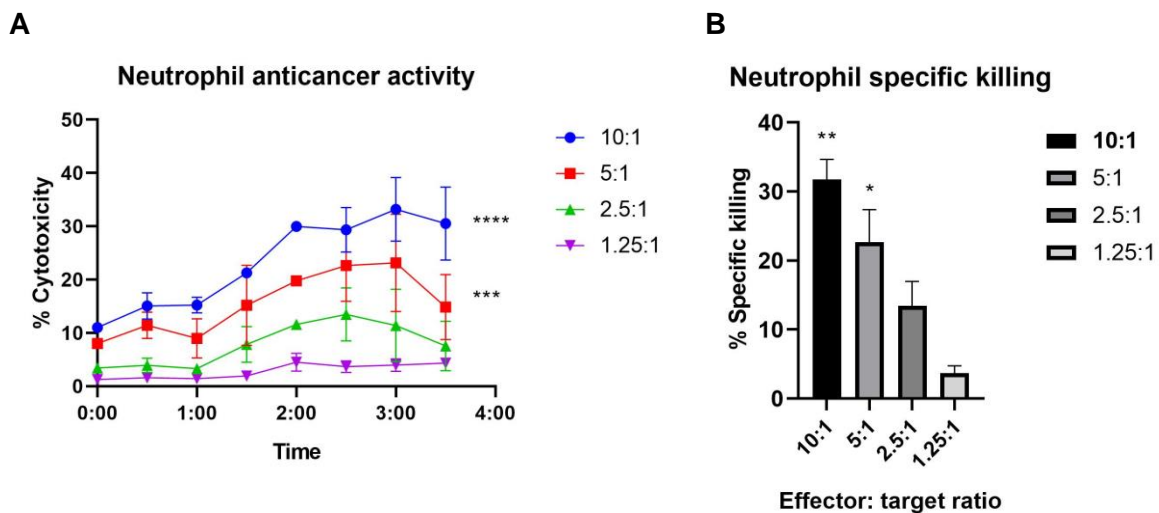 A
Neutrophil anticancer activity
% Cytotoxicity
50
40
30
20
10
0
0:00 1:00 2:00 3:00 4:00
Time
10:1
5:1
2.5:1
1.25:1
****
***
B
Neutrophil specific killing
% Specific killing
40
30
20
10
0
**
*
10:1 5:1 2.5:1 1.25:1
Effector: target ratio
10:1
5:1
2.5:1
1.25:1